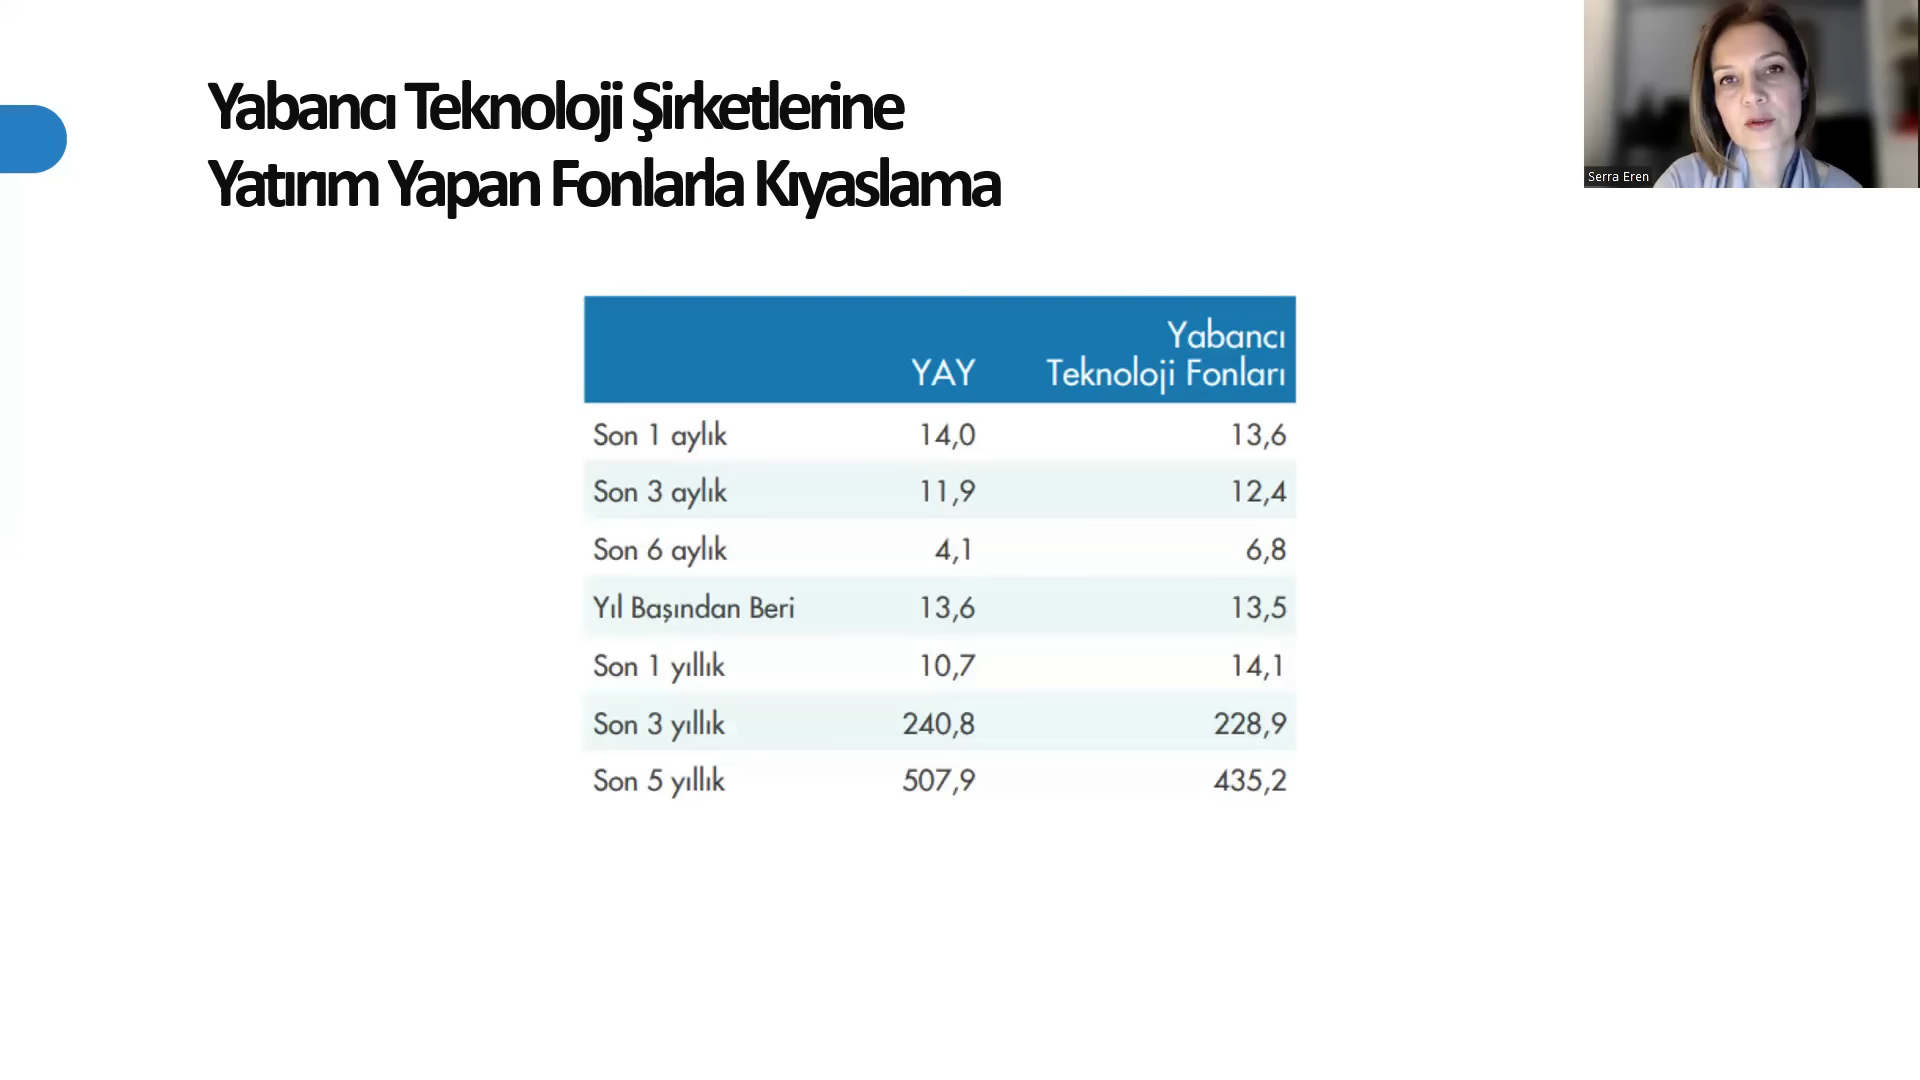 Yabancı Teknoloji Şirketlerine
Yatırım Yapan Fonlarla Kıyaslama
Serra Eren
YAY Yabancı Teknoloji Fonları
Son 1 aylık 14,0 13,6
Son 3 aylık 11,9 12,4
Son 6 aylık 4,1 6,8
Yıl Başından Beri 13,6 13,5
Son 1 yıllık 10,7 14,1
Son 3 yıllık 240,8 228,9
Son 5 yıllık 507,9 435,2